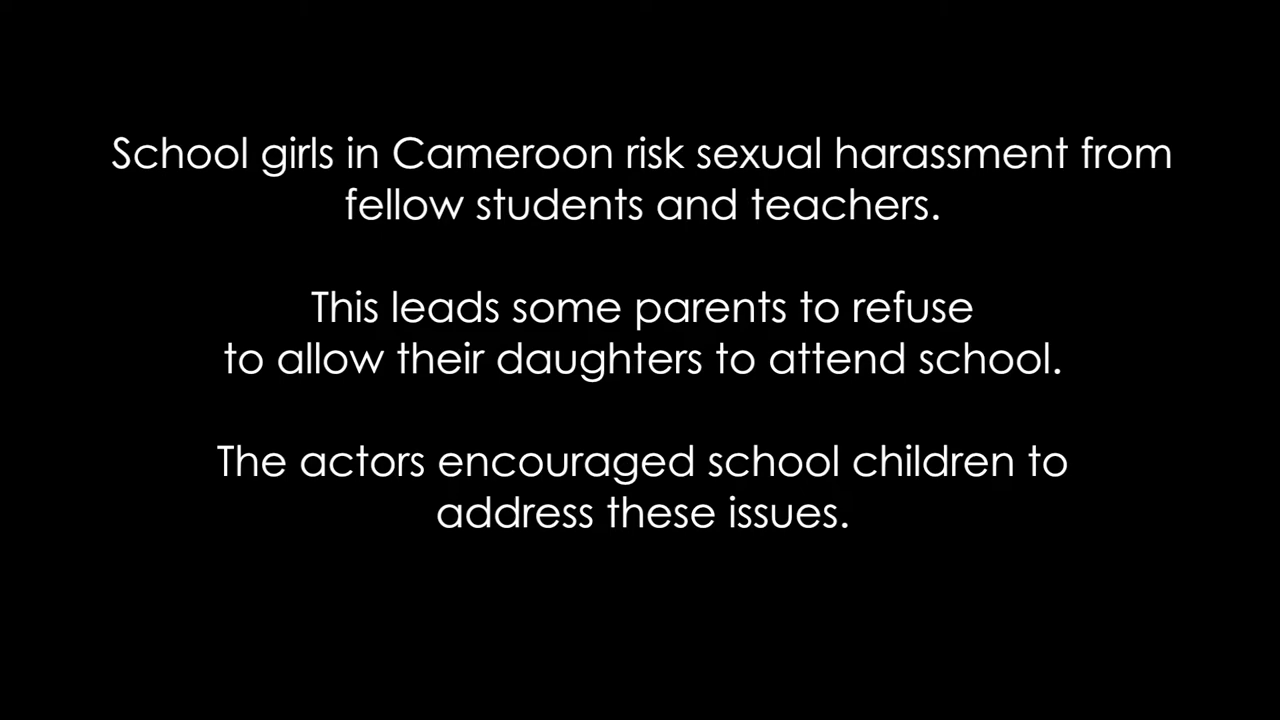 School girls in Cameroon risk sexual harassment from
fellow students and teachers.
This leads some parents to refuse
to allow their daughters to attend school.
The actors encouraged school children to
address these issues.